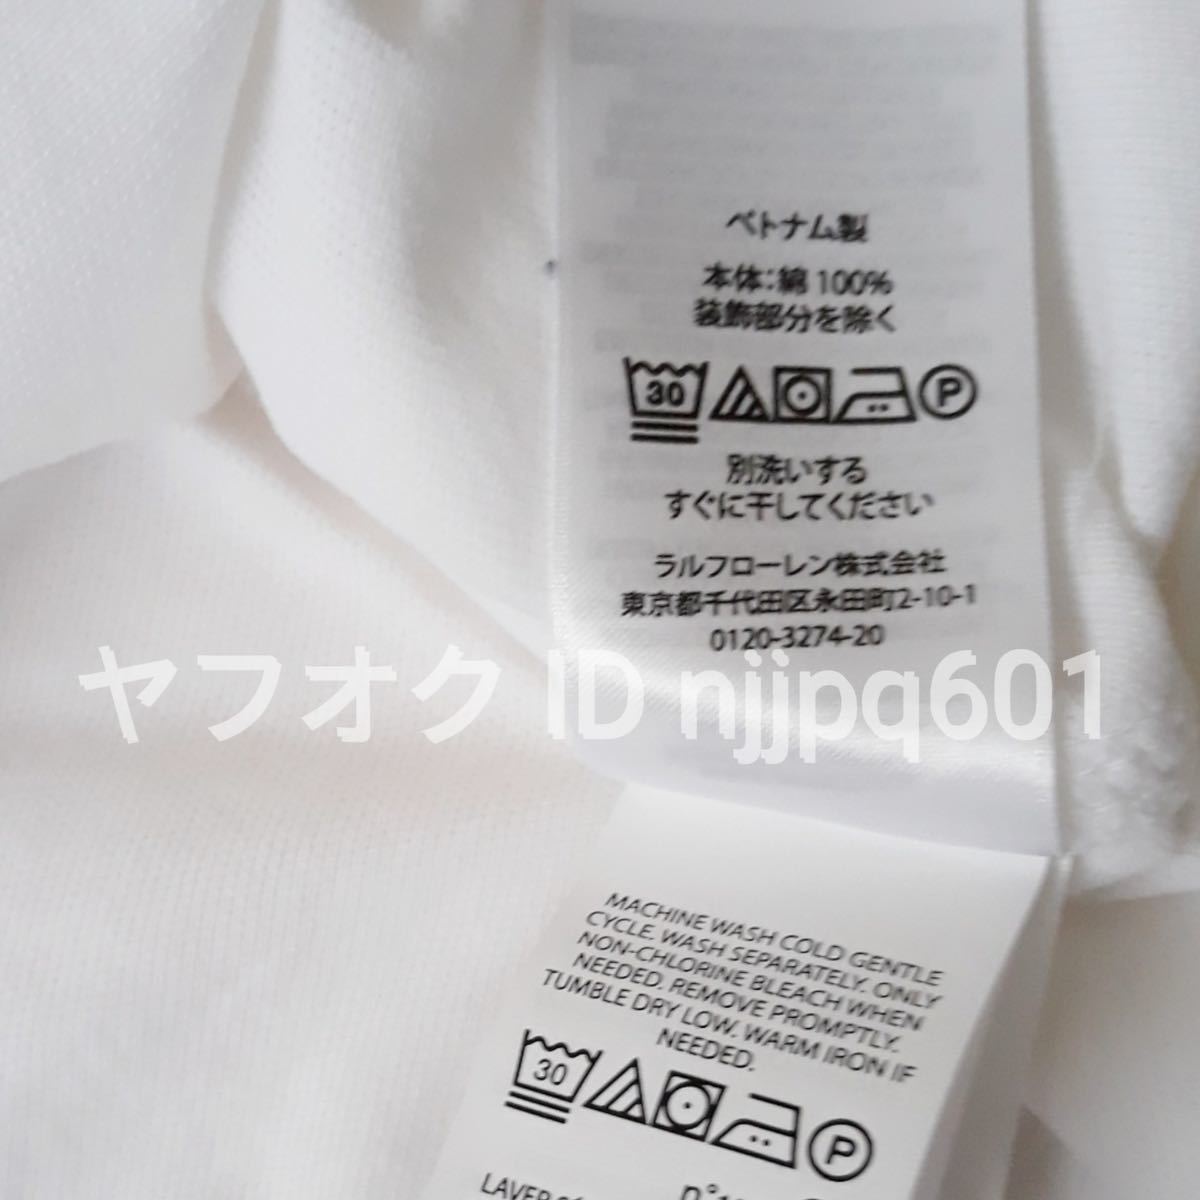 ベトナム製
本体：綿 100%
装飾部分を除く
30
P
別洗いする
すぐに干してください
ラルフローレン株式会社
東京都千代田区永田町2-10-1
0120-3274-20
ヤフオク ID njjpq601
MACHINE WASH COLD GENTLE
CYCLE. WASH SEPARATELY. ONLY
NON-CHLORINE BLEACH WHEN
NEEDED. REMOVE PROMPTLY.
TUMBLE DRY LOW. WARM IRON IF
NEEDED.
30
P
LAVER